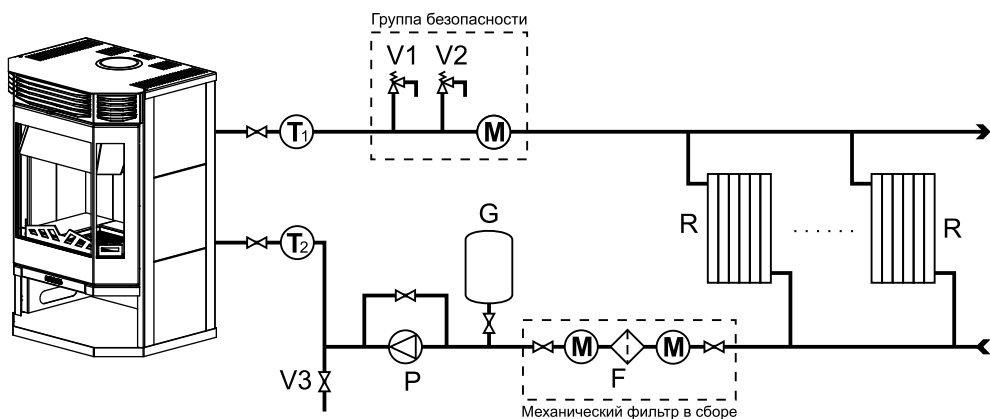 Группа безопасности
V1 V2
T1 M
G
R R
T2
M F M
P
V3
Механический фильтр в сборе